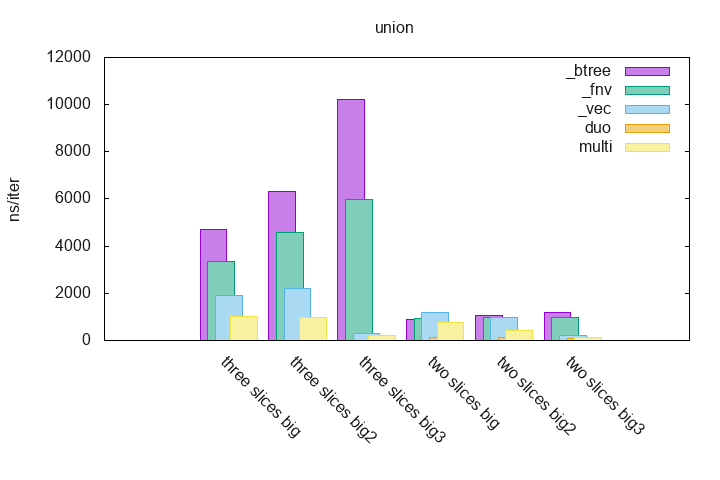 union
12000
10000
8000
6000
4000
2000
0
ns/iter
_btree
_fnv
_vec
duo
multi
three slices big
three slices big2
three slices big3
two slices big
two slices big2
two slices big3